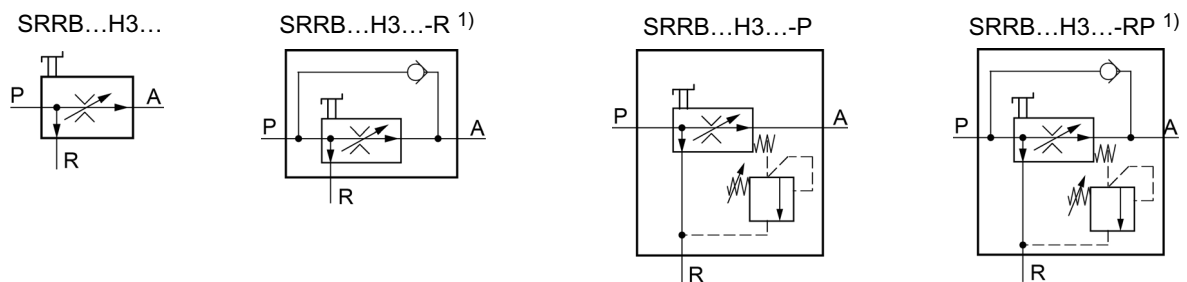 SRRB...H3...
P
A
R
SRRB...H3...-R 1)
P
A
R
SRRB...H3...-P
P
A
R
SRRB...H3...-RP 1)
P
A
R